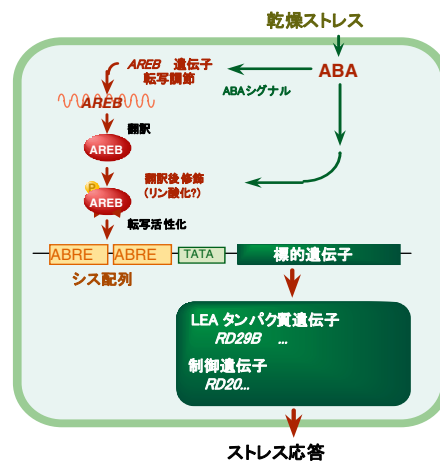 乾燥ストレス
AREB 遺伝子
転写調節
ABA
ABAシグナル
AREB
翻訳
AREB
翻訳後修飾
(リン酸化?)
P
AREB
転写活性化
ABRE ABRE TATA 標的遺伝子
シス配列
LEA タンパク質遺伝子
RD29B ...
制御遺伝子
RD20...
ストレス応答